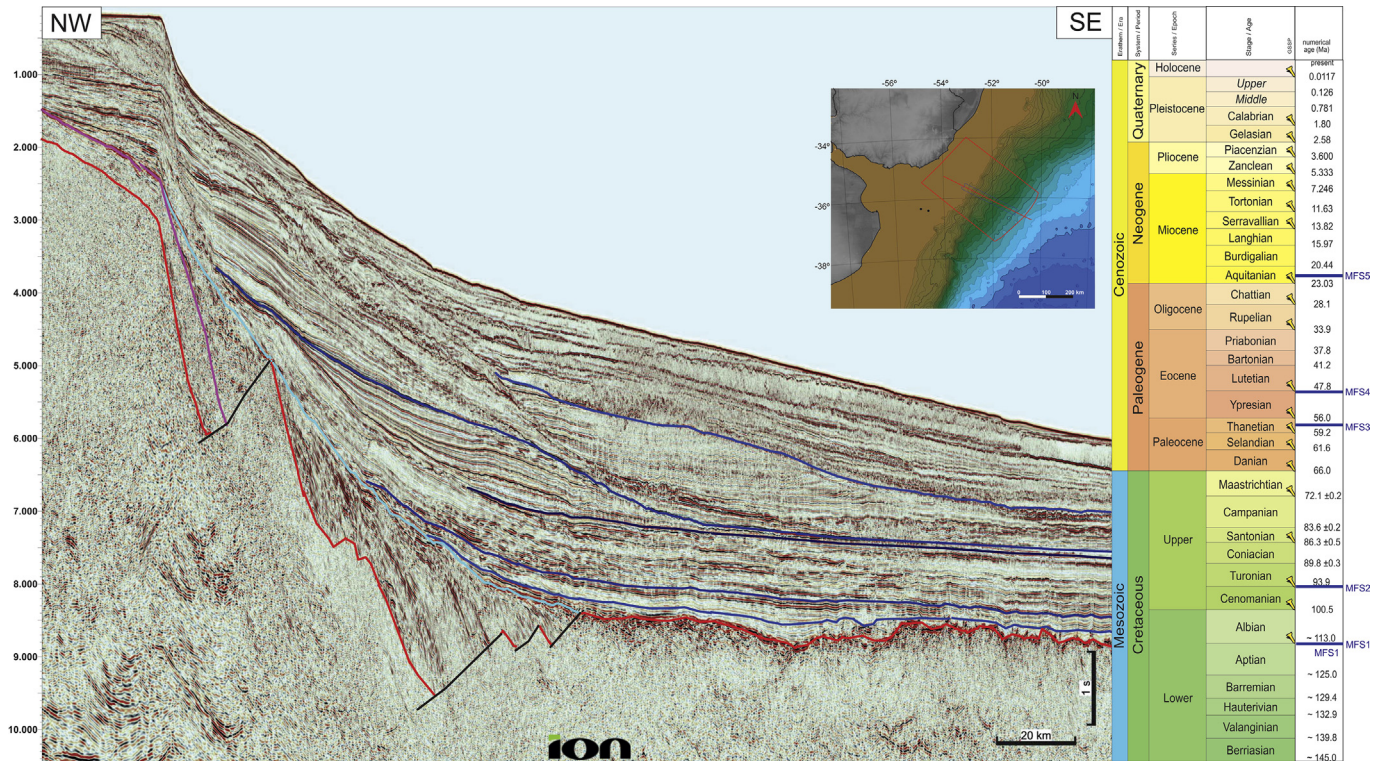 NW
SE
1.000
2.000
3.000
4.000
5.000
6.000
7.000
8.000
9.000
10.000
-56°
-54°
-52°
-50°
N
-34°
-36°
-38°
0 100 200 km
1 s
20 km
ion
Erathem / Era
System / Period
Series / Epoch
Stage / Age
GSSP
numerical
age (Ma)
Cenozoic
Mesozoic
Quaternary
Neogene
Paleogene
Cretaceous
Holocene
Pleistocene
Pliocene
Miocene
Oligocene
Eocene
Paleocene
Upper
Lower
Upper
Middle
Calabrian
Gelasian
Piacenzian
Zanclean
Messinian
Tortonian
Serravallian
Langhian
Burdigalian
Aquitanian
Chattian
Rupelian
Priabonian
Bartonian
Lutetian
Ypresian
Thanetian
Selandian
Danian
Maastrichtian
Campanian
Santonian
Coniacian
Turonian
Cenomanian
Albian
Aptian
Barremian
Hauterivian
Valanginian
Berriasian
present
0.0117
0.126
0.781
1.80
2.58
3.600
5.333
7.246
11.63
13.82
15.97
20.44
23.03
28.1
33.9
37.8
41.2
47.8
56.0
59.2
61.6
66.0
72.1 ±0.2
83.6 ±0.2
86.3 ±0.5
89.8 ±0.3
93.9
100.5
~ 113.0
MFS1
~ 125.0
~ 129.4
~ 132.9
~ 139.8
~ 145.0
MFS5
MFS4
MFS3
MFS2
MFS1